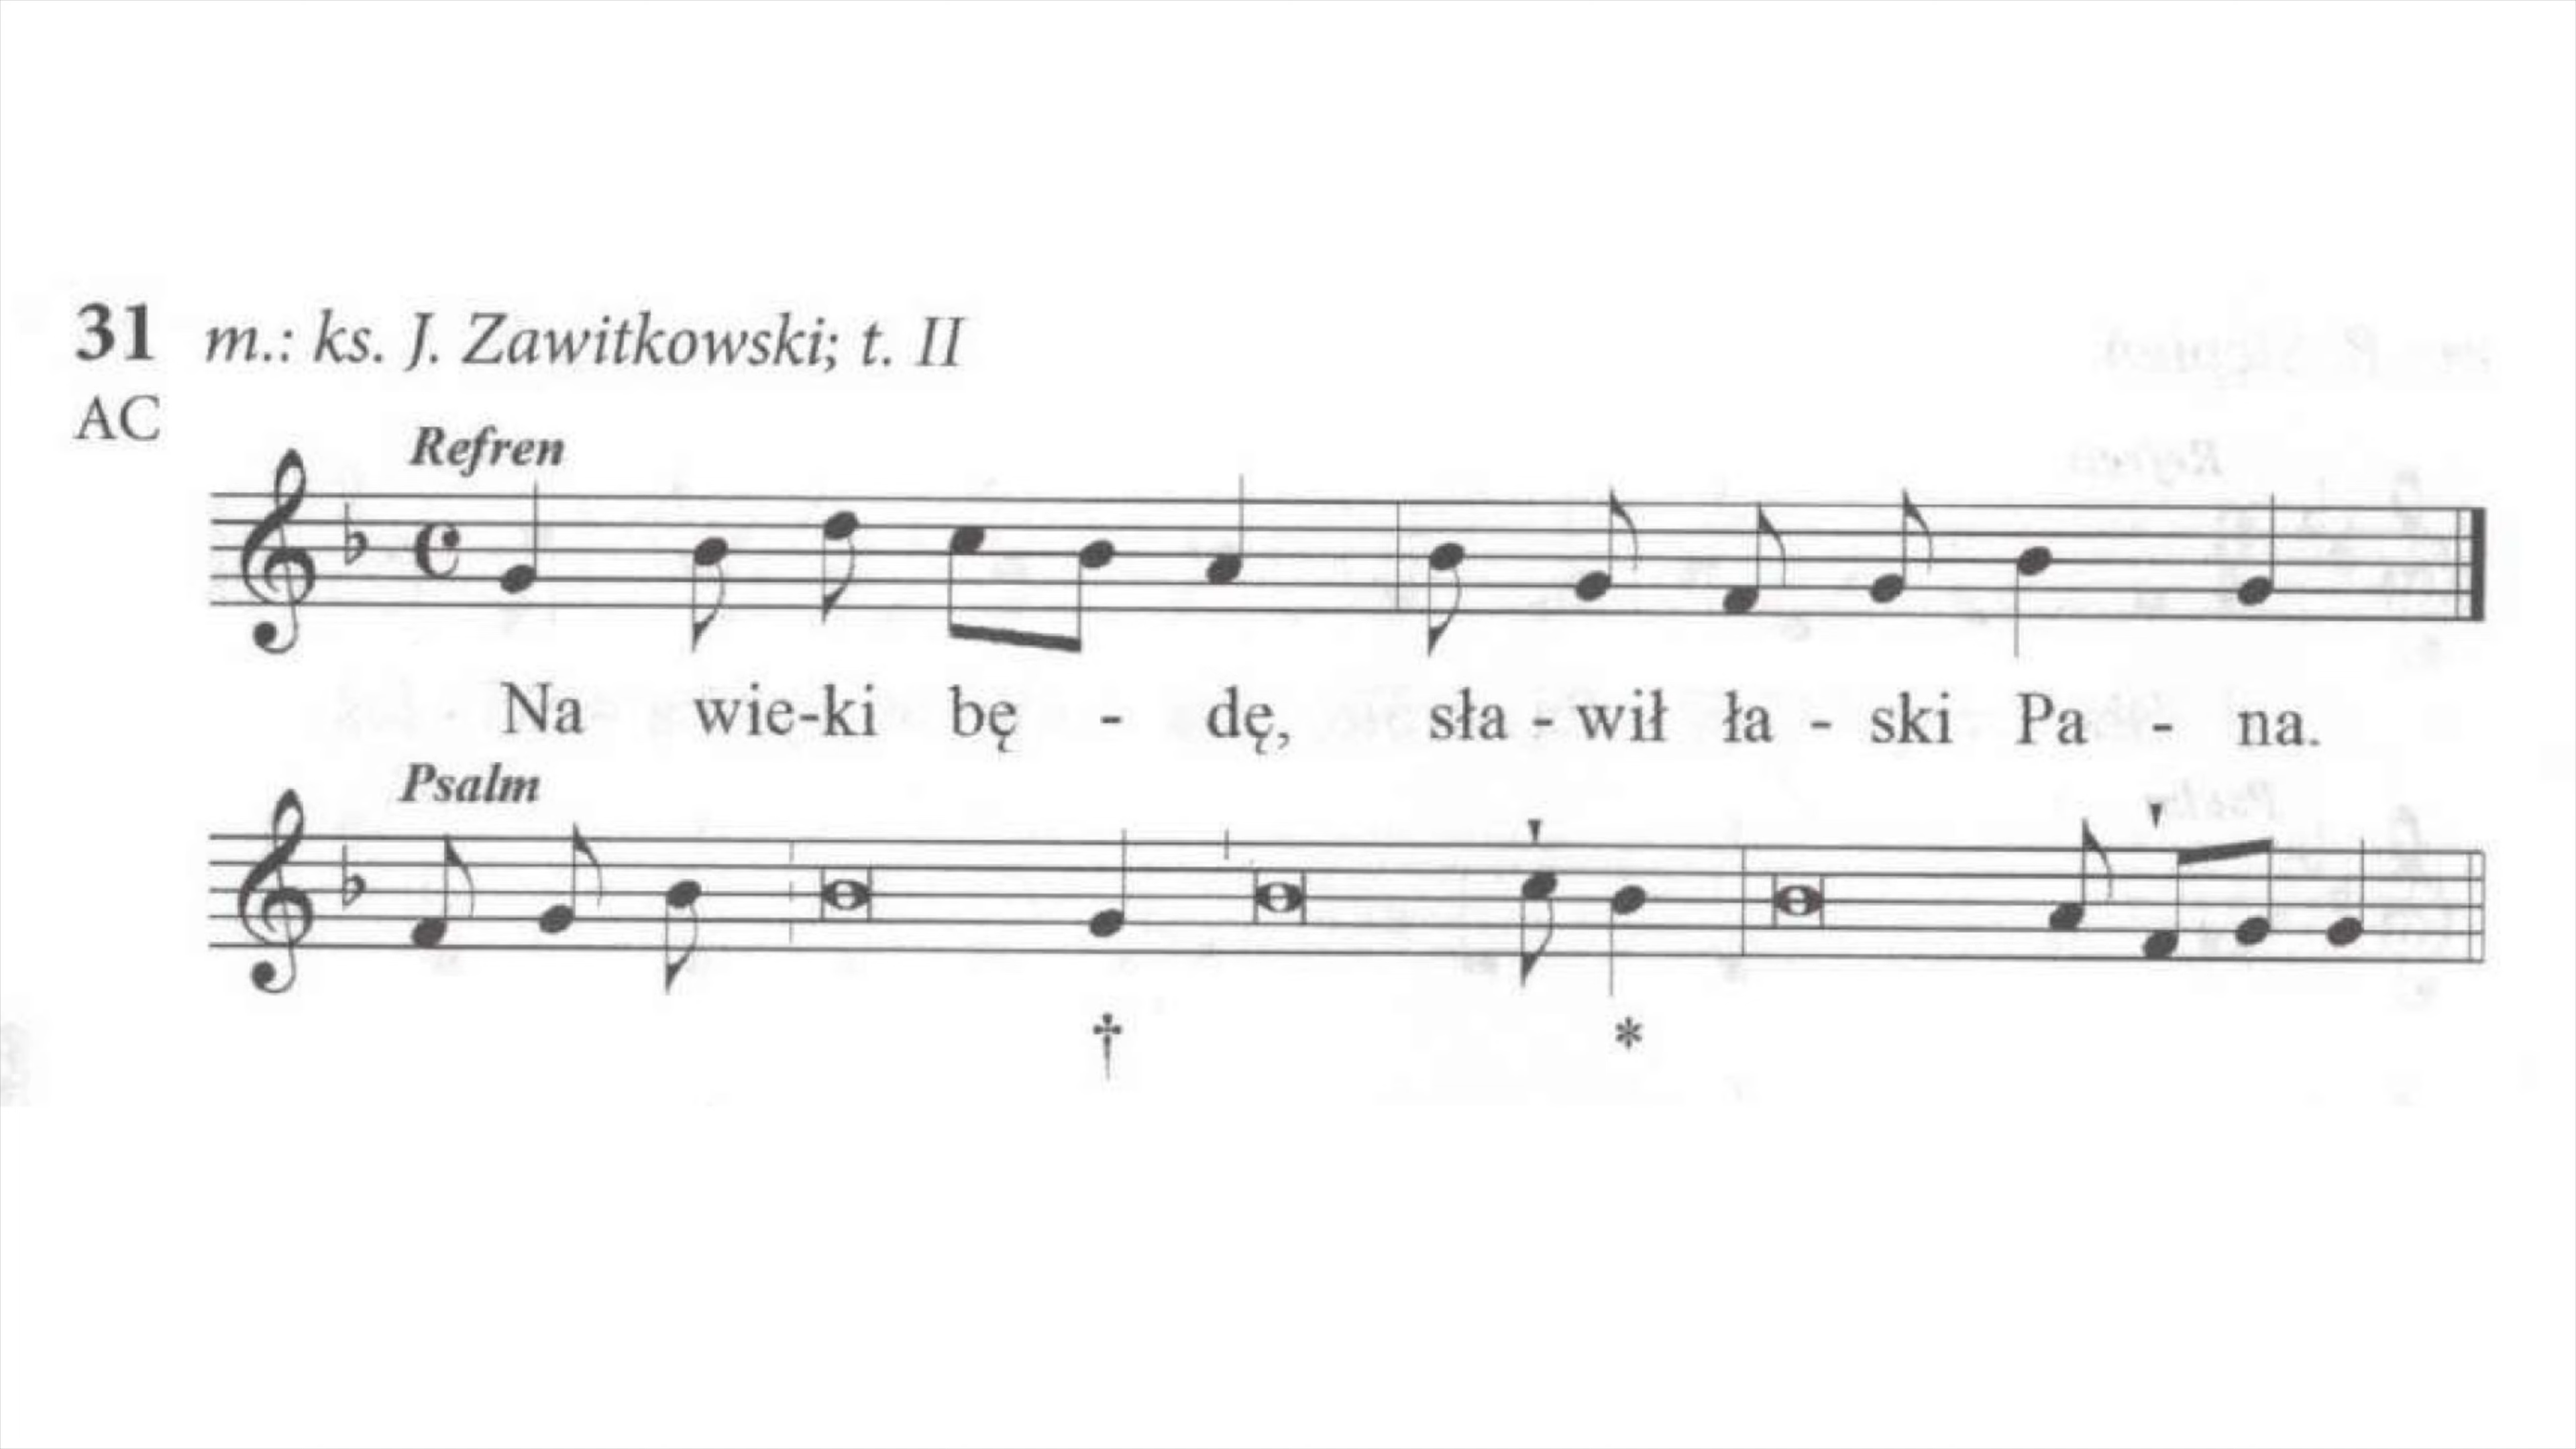 31 m.: ks. J. Zawitkowski; t. II
AC
Refren
Na wie-ki bę - dę, sła - wił ła - ski Pa - na.
Psalm
† *